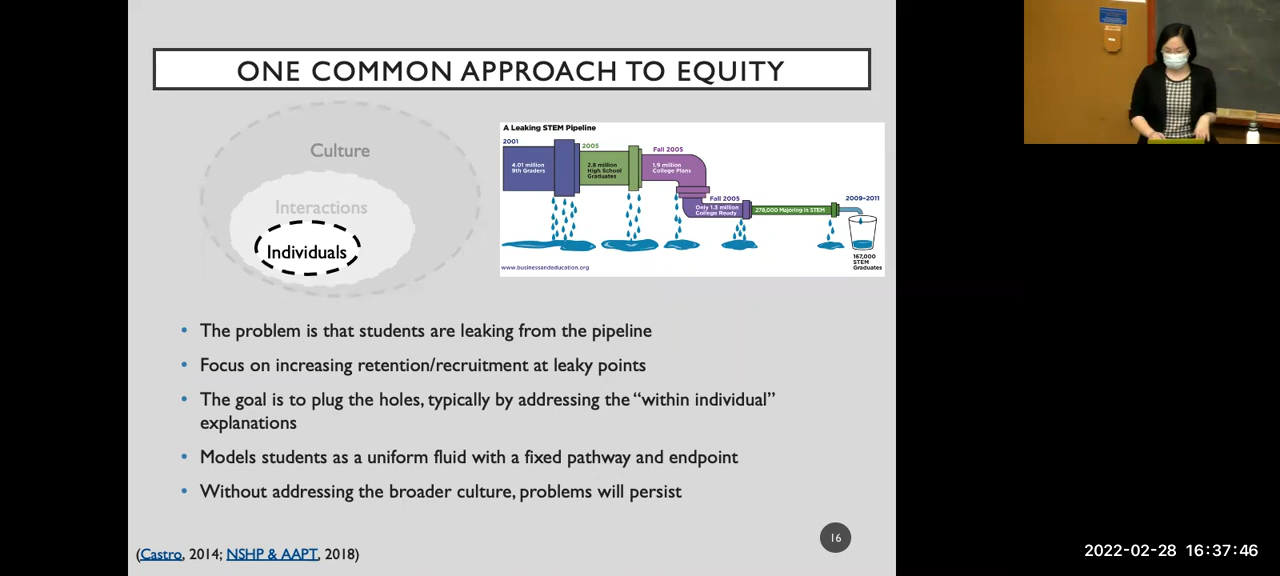 ONE COMMON APPROACH TO EQUITY
Culture
Interactions
Individuals
A Leaking STEM Pipeline
2001
4.01 million
9th Graders
2005
2.8 million
High School
Graduates
Fall 2005
1.9 million
College Plans
Fall 2005
Only 1.3 million
College Ready
278,000 Majoring in STEM
2009-2011
167,000
STEM
Graduates
www.businessandeducation.org
• The problem is that students are leaking from the pipeline
• Focus on increasing retention/recruitment at leaky points
• The goal is to plug the holes, typically by addressing the “within individual”
explanations
• Models students as a uniform fluid with a fixed pathway and endpoint
• Without addressing the broader culture, problems will persist
16
(Castro, 2014; NSHP & AAPT, 2018)
2022-02-28 16:37:46